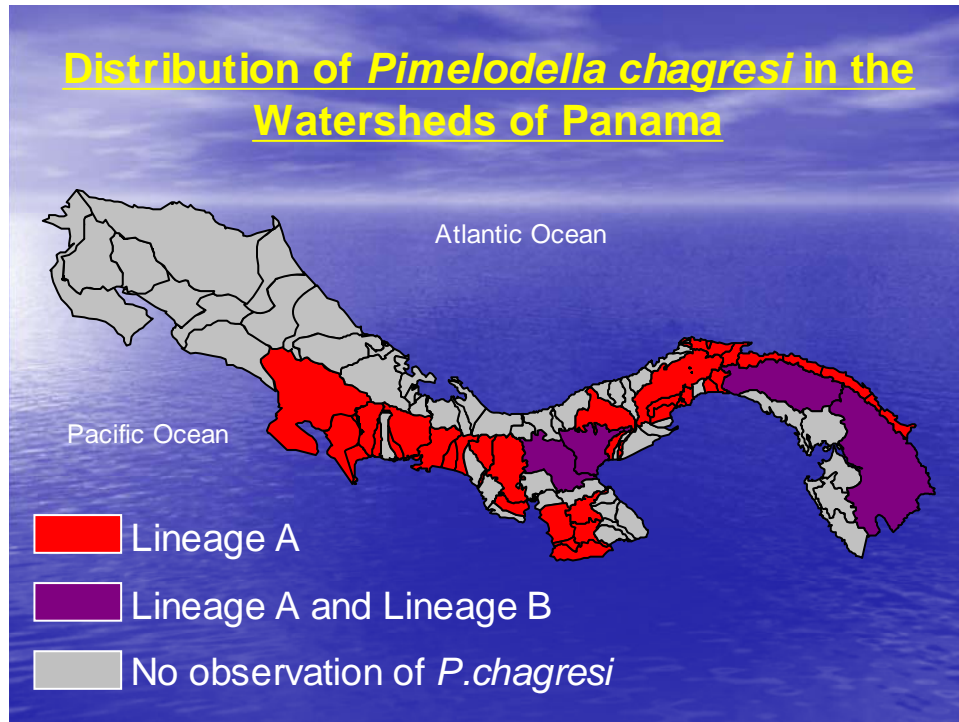 Distribution of Pimelodella chagresi in the
Watersheds of Panama
Atlantic Ocean
Pacific Ocean
Lineage A
Lineage A and Lineage B
No observation of P.chagresi